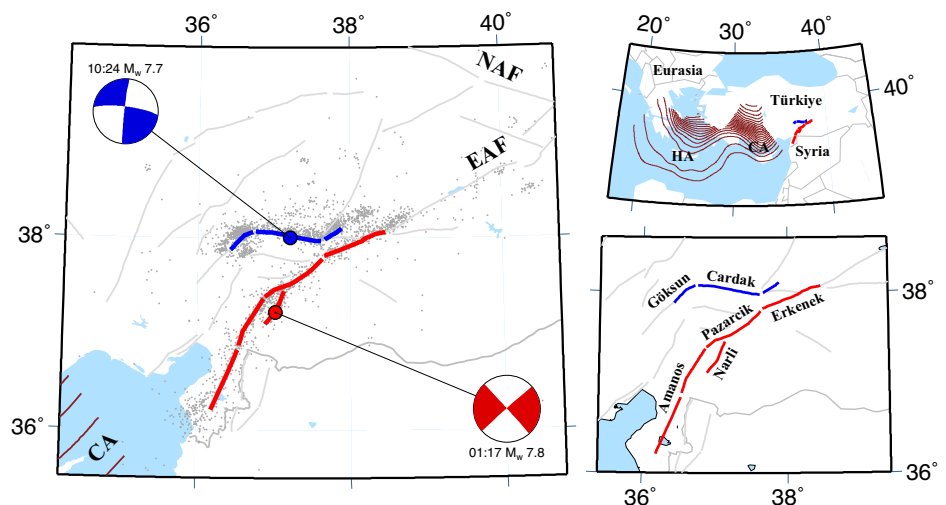 36˚
38˚
40˚
10:24 Mw 7.7
NAF
EAF
38˚
36˚
CA
01:17 Mw 7.8
20˚
30˚
40˚
Eurasia
40˚
Türkiye
HA
CA
Syria
Göksun
Cardak
38˚
Pazarcik
Erkenek
Narli
Amanos
36˚
36˚
38˚